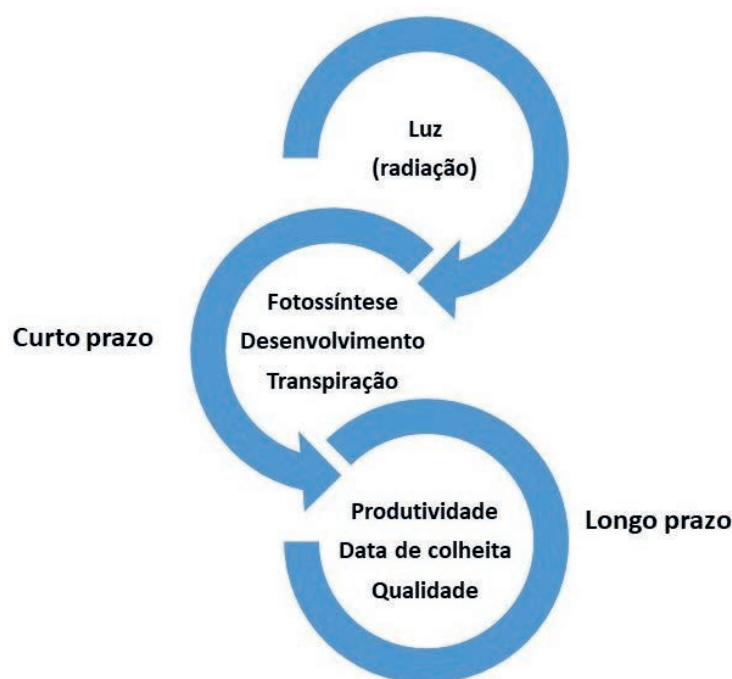 Luz
(radiação)
Curto prazo
Fotossíntese
Desenvolvimento
Transpiração
Produtividade
Data de colheita
Qualidade
Longo prazo